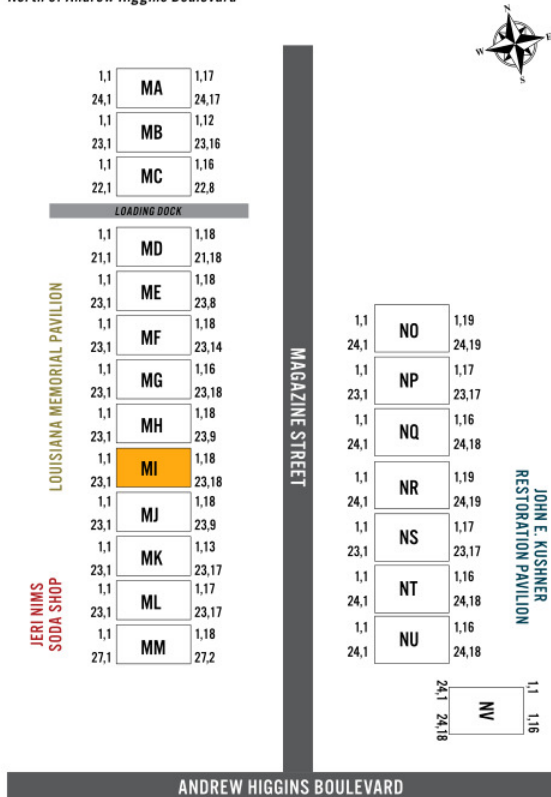 North of Andrew Higgins Boulevard
N
W E
S
1,1 MA 1,17
24,1 24,17
1,1 MB 1,12
23,1 23,16
1,1 MC 1,16
22,1 22,8
LOADING DOCK
1,1 MD 1,18
21,1 21,18
1,1 ME 1,18
23,1 23,8
1,1 MF 1,18
23,1 23,14
1,1 MG 1,16
23,1 23,18
1,1 MH 1,18
23,1 23,9
1,1 MI 1,18
23,1 23,18
1,1 MJ 1,18
23,1 23,9
1,1 MK 1,13
23,1 23,17
1,1 ML 1,17
23,1 23,17
1,1 MM 1,18
27,1 27,2
LOUISIANA MEMORIAL PAVILION
JERI NIMS
SODA SHOP
MAGAZINE STREET
1,1 NO 1,19
24,1 24,19
1,1 NP 1,17
23,1 23,17
1,1 NQ 1,16
24,1 24,18
1,1 NR 1,19
24,1 24,19
1,1 NS 1,17
23,1 23,17
1,1 NT 1,16
24,1 24,18
1,1 NU 1,16
24,1 24,18
1,1 NV 1,16
24,1 24,18
JOHN E. KUSHNER
RESTORATION PAVILION
ANDREW HIGGINS BOULEVARD